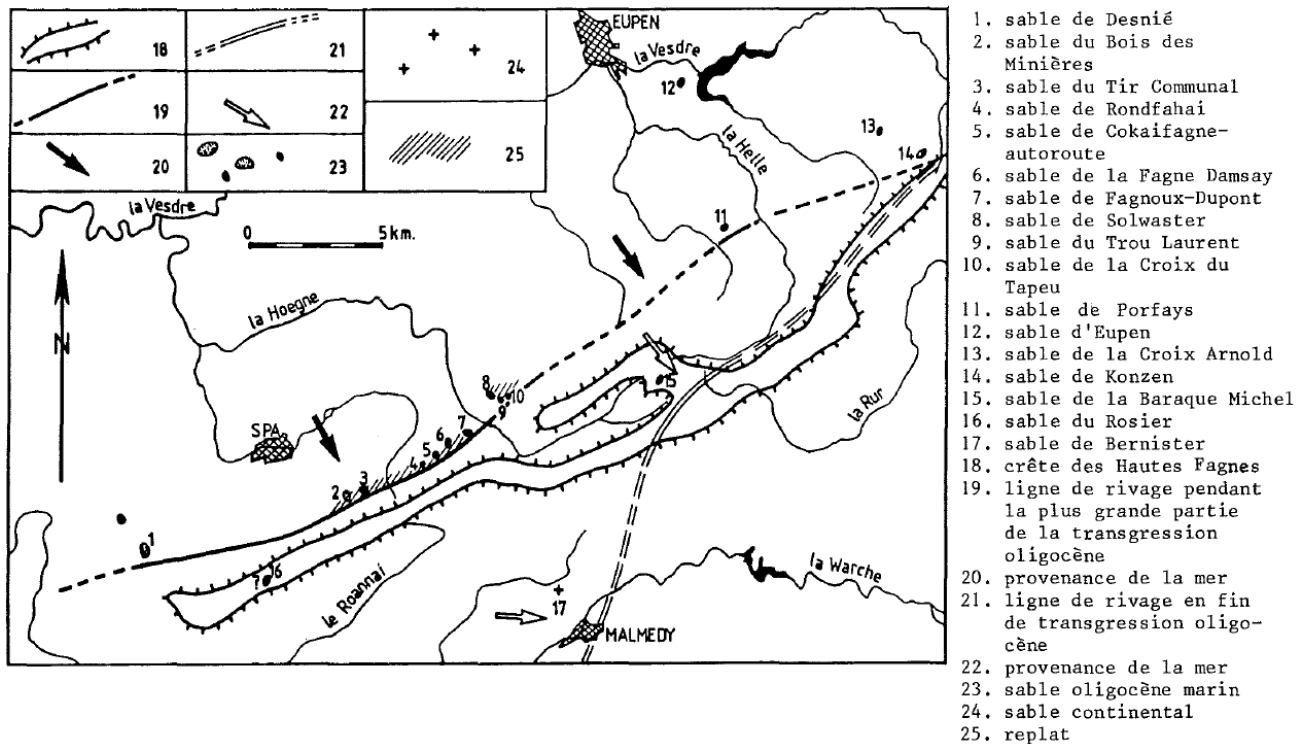 18
21
24
19
22
20
23
25
EUPEN
la Vesdre
12
13
14
la Helle
la Vesdre
0 5 km.
11
N
la Hoëgne
15
8
10
9
la Rur
SPA
7
6
5
4
3
2
1
? 16
le Roannai
17
la Warche
MALMEDY
1. sable de Desnié
2. sable du Bois des
Minières
3. sable du Tir Communal
4. sable de Rondfahai
5. sable de Cokaifagne-
autoroute
6. sable de la Fagne Damsay
7. sable de Fagnoux-Dupont
8. sable de Solwaster
9. sable du Trou Laurent
10. sable de la Croix du
Tapeu
11. sable de Porfays
12. sable d'Eupen
13. sable de la Croix Arnold
14. sable de Konzen
15. sable de la Baraque Michel
16. sable du Rosier
17. sable de Bernister
18. crête des Hautes Fagnes
19. ligne de rivage pendant
la plus grande partie
de la transgression
oligocène
20. provenance de la mer
21. ligne de rivage en fin
de transgression oligo-
cène
22. provenance de la mer
23. sable oligocène marin
24. sable continental
25. replat